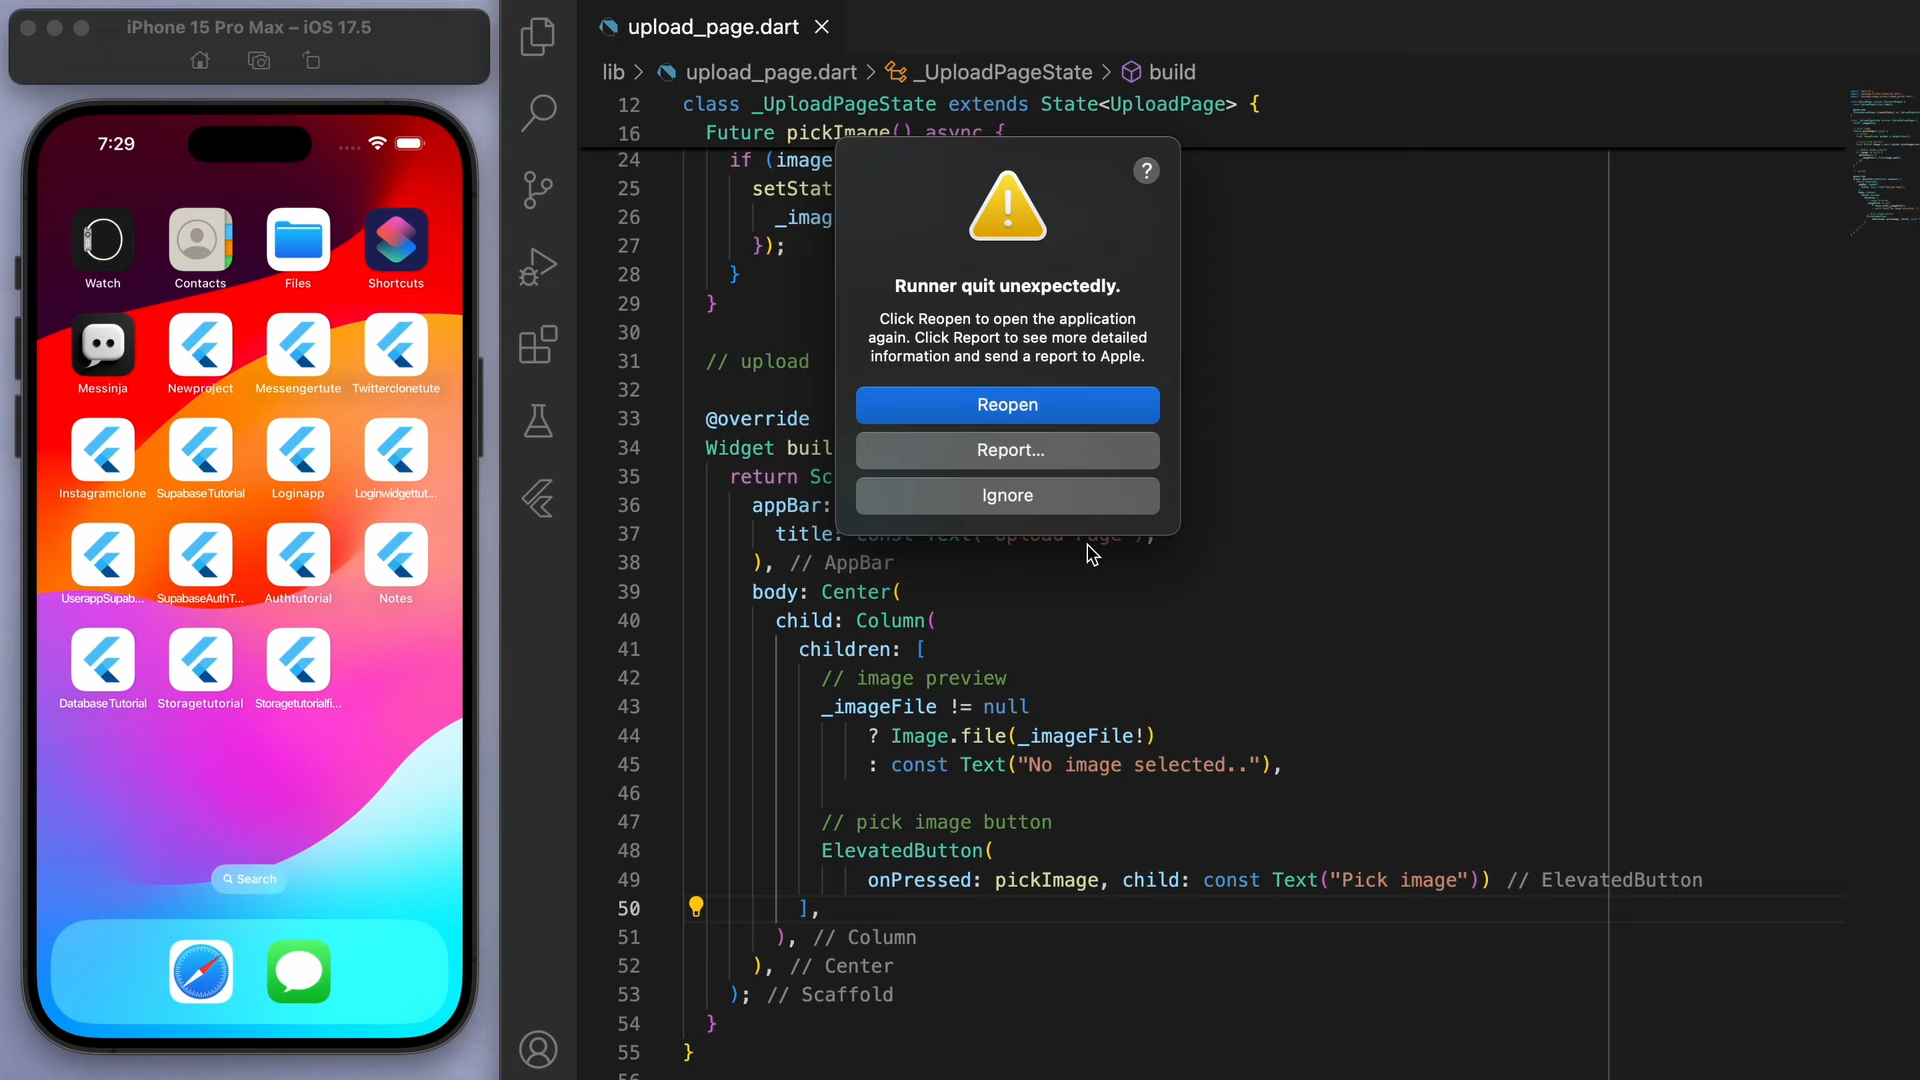 iPhone 15 Pro Max – iOS 17.5
7:29
Watch
Contacts
Files
Shortcuts
Messinja
Newproject
Messengertute
Twitterclonetute
Instagramclone
SupabaseTutorial
Loginapp
Loginwidgettut...
UserappSupab...
SupabaseAuthT...
Authtutorial
Notes
DatabaseTutorial
Storagetutorial
Storagetutorialfi...
Search
upload_page.dart
lib > upload_page.dart > _UploadPageState > build
12 class _UploadPageState extends State<UploadPage> {
16 Future pickImage() async {
24 if (image
25 setStat
26 _imag
27 });
28 }
29 }
30
31 // upload
32
33 @override
34 Widget buil
35 return Sc
36 appBar:
37 title: const Text("Upload Page"),
38 ), // AppBar
39 body: Center(
40 child: Column(
41 children: [
42 // image preview
43 _imageFile != null
44 ? Image.file(_imageFile!)
45 : const Text("No image selected.."),
46
47 // pick image button
48 ElevatedButton(
49 onPressed: pickImage, child: const Text("Pick image")) // ElevatedButton
50 ],
51 ), // Column
52 ), // Center
53 ); // Scaffold
54 }
55 }
?
Runner quit unexpectedly.
Click Reopen to open the application
again. Click Report to see more detailed
information and send a report to Apple.
Reopen
Report...
Ignore